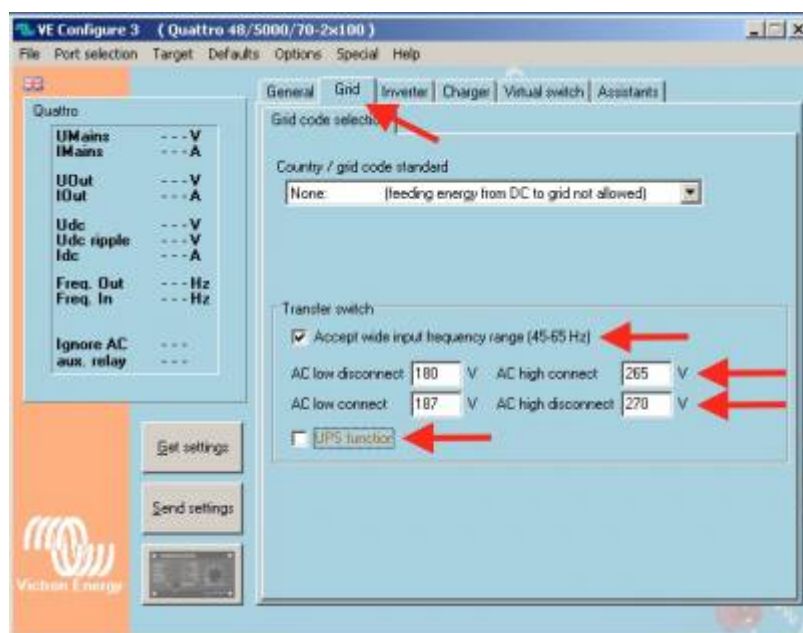 VE Configure 3 ( Quattro 48/5000/70-2x100 )
File Port selection Target Defaults Options Special Help
General Grid Inverter Charger Virtual switch Assistants
Quattro
Grid code selection
UMains ---V
IMains ---A
UOut ---V
IOut ---A
Udc ---V
Udc ripple ---V
Idc ---A
Freq. Out ---Hz
Freq. In ---Hz
Ignore AC ---
aux. relay ---
Country / grid code standard
None: (feeding energy from DC to grid not allowed)
Transfer switch
Accept wide input frequency range (45-65 Hz)
AC low disconnect 180 V AC high connect 265 V
AC low connect 187 V AC high disconnect 270 V
UPS function
Get settings
Send settings
Victron Energy